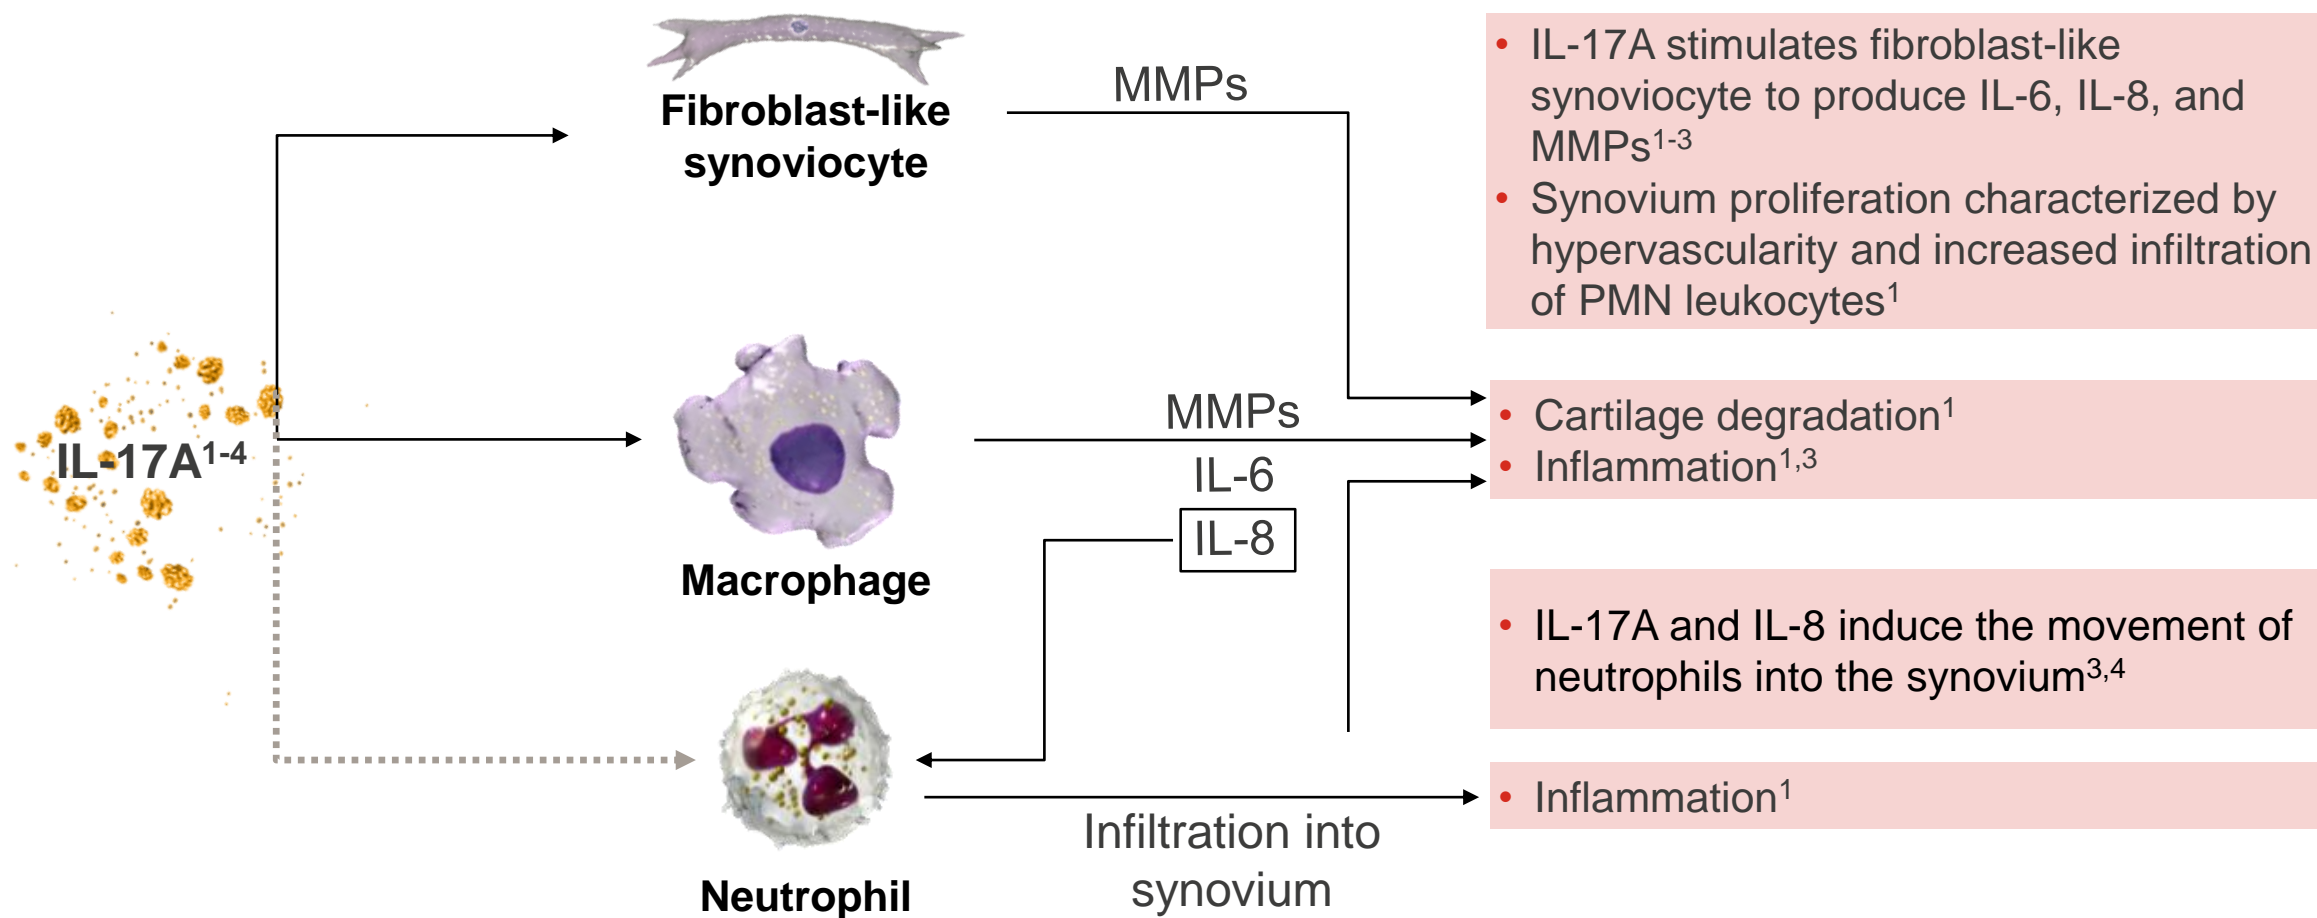 IL-17A1-4
Fibroblast-like
synoviocyte
MMPs
Macrophage
MMPs
IL-6
IL-8
Neutrophil
Infiltration into
synovium
• IL-17A stimulates fibroblast-like
synoviocyte to produce IL-6, IL-8, and
MMPs1-3
• Synovium proliferation characterized by
hypervascularity and increased infiltration
of PMN leukocytes1
• Cartilage degradation1
• Inflammation1,3
• IL-17A and IL-8 induce the movement of
neutrophils into the synovium3,4
• Inflammation1